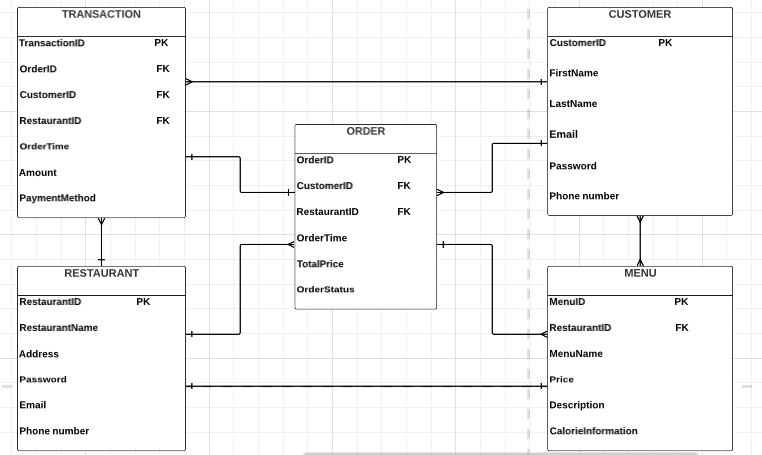 TRANSACTION
TransactionID PK
OrderID FK
CustomerID FK
RestaurantID FK
OrderTime
Amount
PaymentMethod
CUSTOMER
CustomerID PK
FirstName
LastName
Email
Password
Phone number
ORDER
OrderID PK
CustomerID FK
RestaurantID FK
OrderTime
TotalPrice
OrderStatus
RESTAURANT
RestaurantID PK
RestaurantName
Address
Password
Email
Phone number
MENU
MenuID PK
RestaurantID FK
MenuName
Price
Description
CalorieInformation